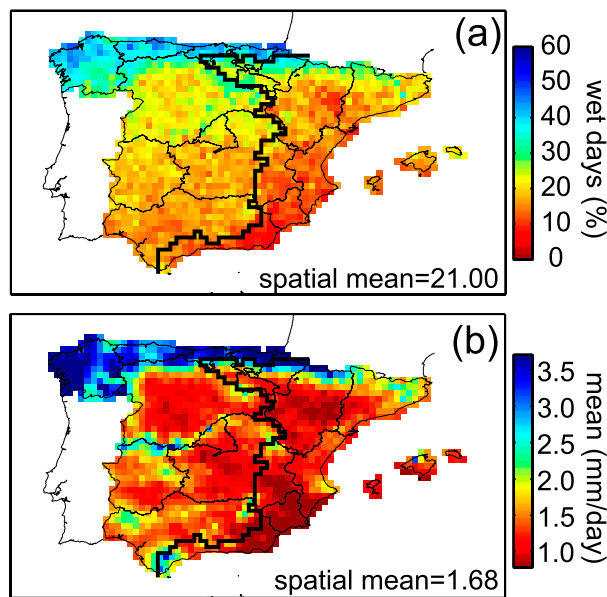 (a)
60
50
40
30
20
10
0
wet days (%)
spatial mean=21.00
(b)
3.5
3.0
2.5
2.0
1.5
1.0
mean (mm/day)
spatial mean=1.68